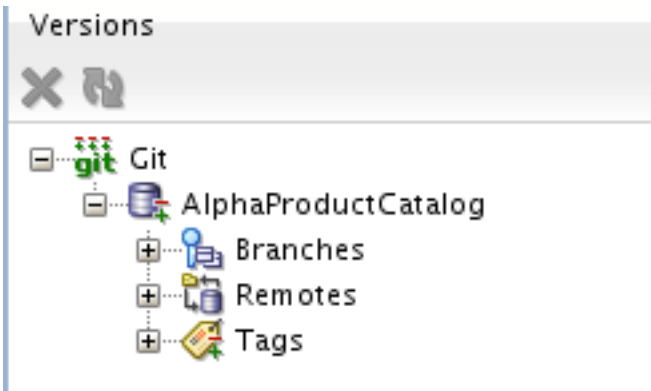 Versions
git Git
AlphaProductCatalog
Branches
Remotes
Tags